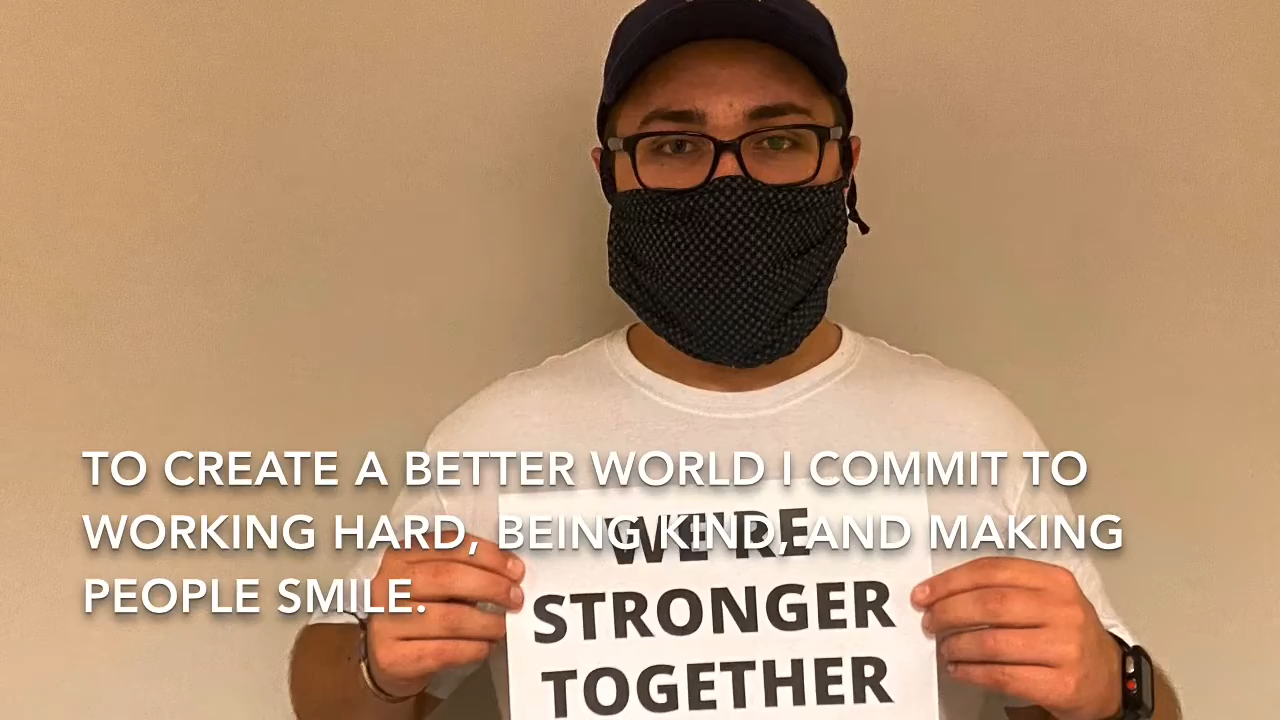 TO CREATE A BETTER WORLD I COMMIT TO
WORKING HARD, BEING KIND, AND MAKING
PEOPLE SMILE.
WE'RE
STRONGER
TOGETHER